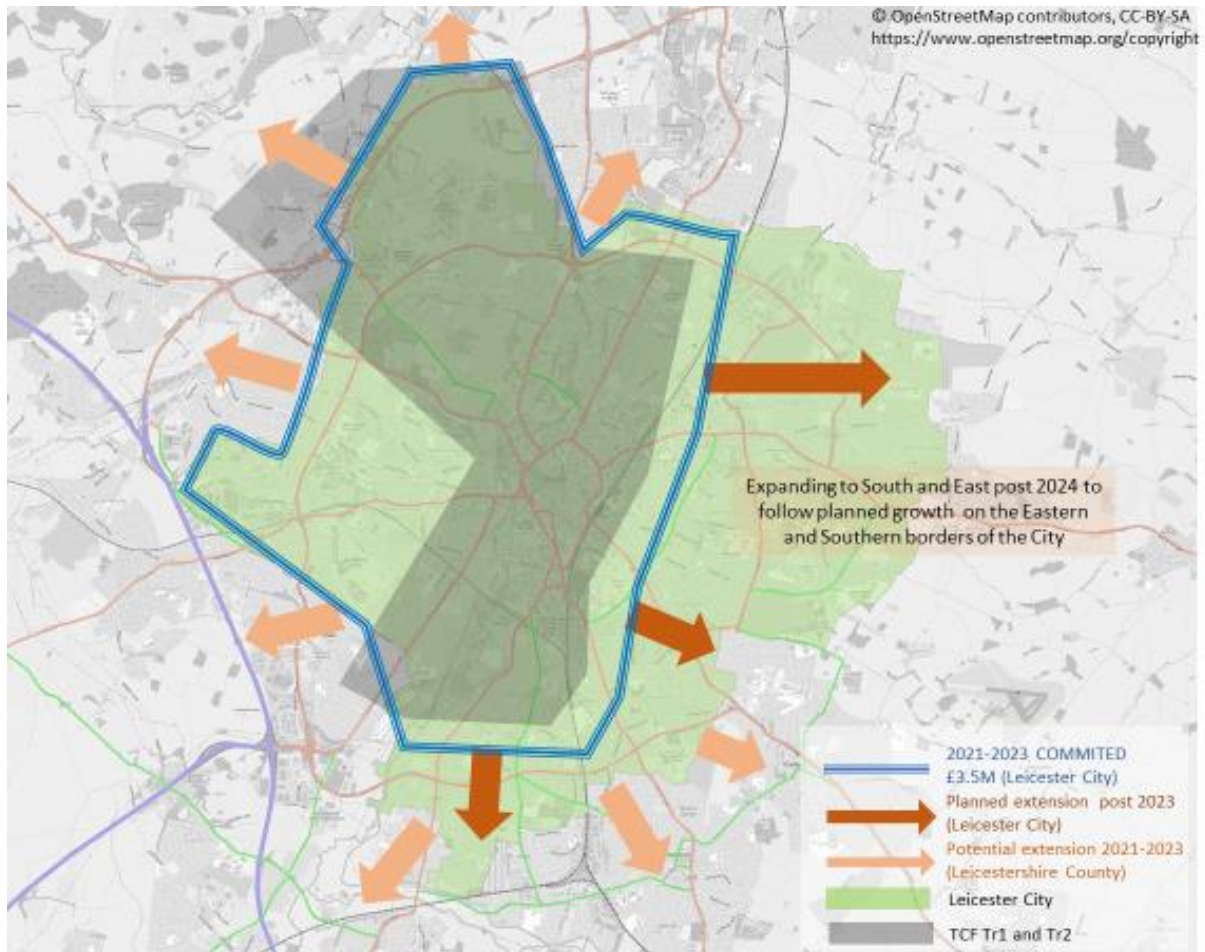 © OpenStreetMap contributors, CC-BY-SA
https://www.openstreetmap.org/copyright
Expanding to South and East post 2024 to
follow planned growth on the Eastern
and Southern borders of the City
2021-2023 COMMITED
£3.5M (Leicester City)
Planned extension post 2023
(Leicester City)
Potential extension 2021-2023
(Leicestershire County)
Leicester City
TCF Tr1 and Tr2